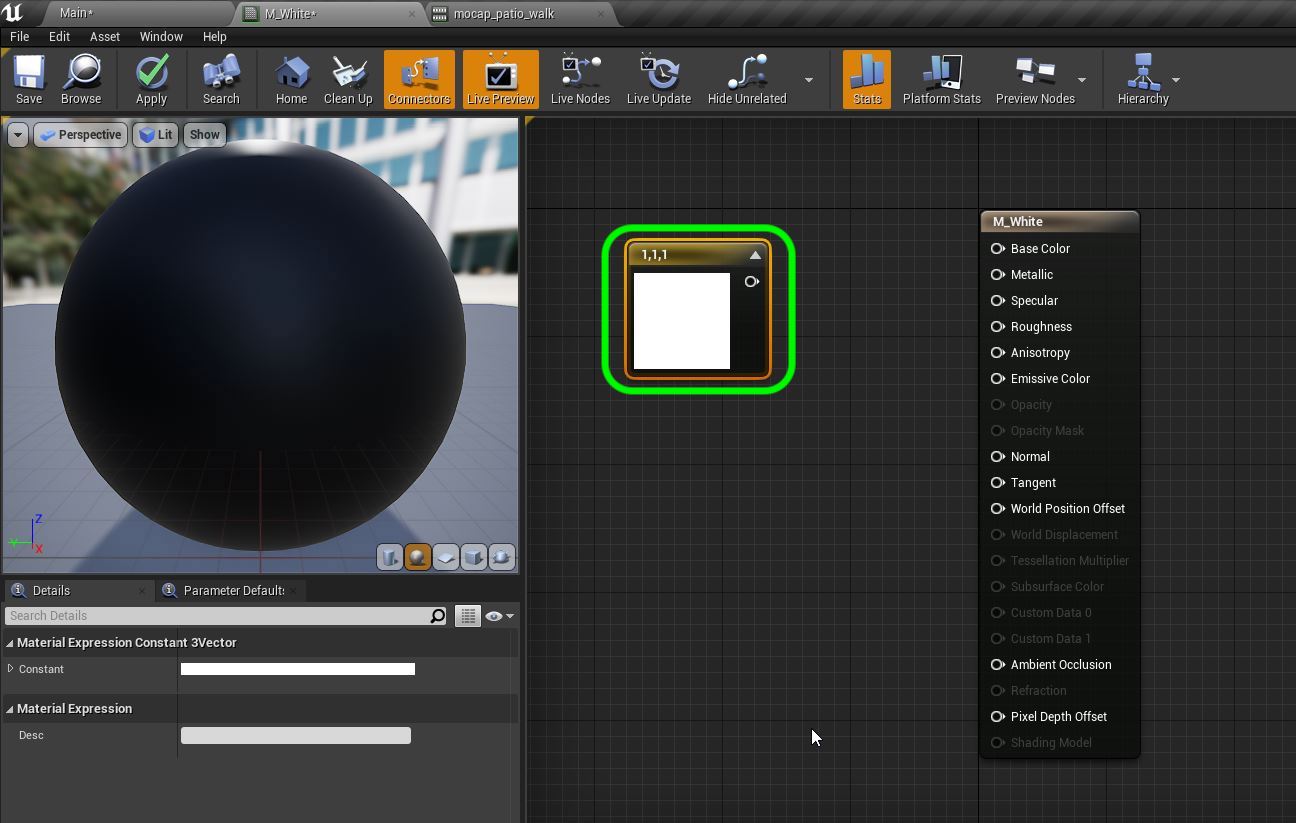 Main*
M_White*
mocap_patio_walk
File Edit Asset Window Help
Save Browse Apply Search Home Clean Up Connectors Live Preview Live Nodes Live Update Hide Unrelated Stats Platform Stats Preview Nodes Hierarchy
Perspective Lit Show
Z
Y
X
1,1,1
M_White
Base Color
Metallic
Specular
Roughness
Anisotropy
Emissive Color
Opacity
Opacity Mask
Normal
Tangent
World Position Offset
World Displacement
Tessellation Multiplier
Subsurface Color
Custom Data 0
Custom Data 1
Ambient Occlusion
Refraction
Pixel Depth Offset
Shading Model
Details
Parameter Defaults
Search Details
Material Expression Constant 3Vector
Constant
Material Expression
Desc